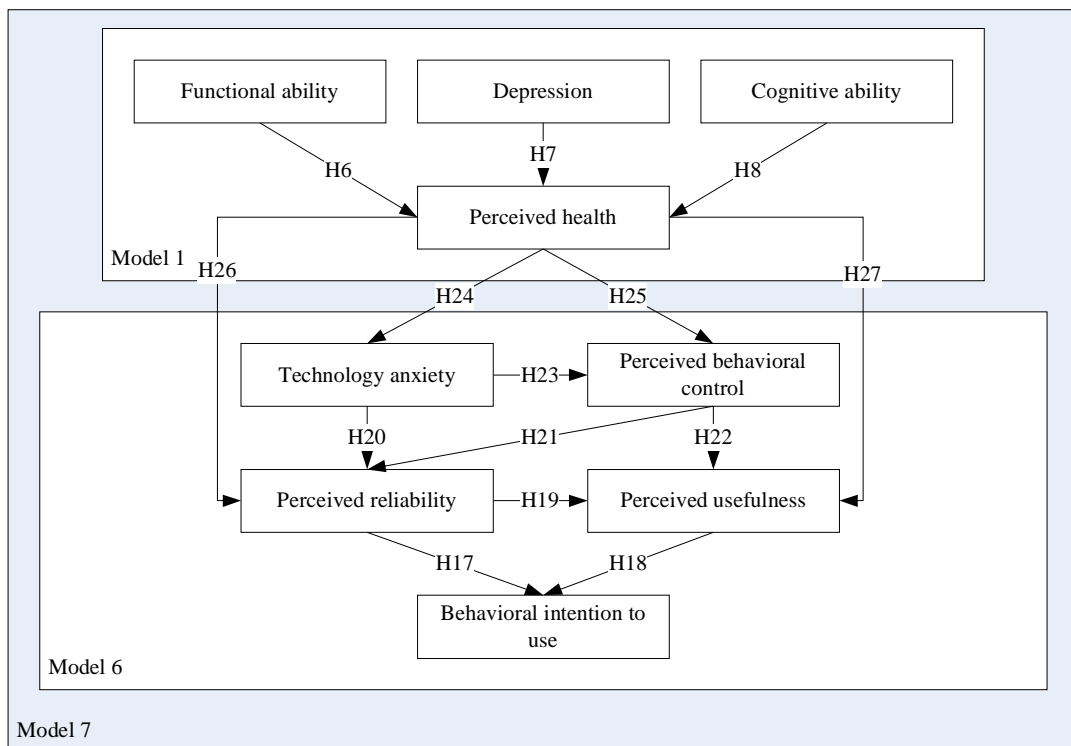 Functional ability
Depression
Cognitive ability
H6
H7
H8
Perceived health
Model 1
H26
H27
H24
H25
Technology anxiety
H23
Perceived behavioral
control
H20
H21
H22
Perceived reliability
H19
Perceived usefulness
H17
H18
Behavioral intention to
use
Model 6
Model 7